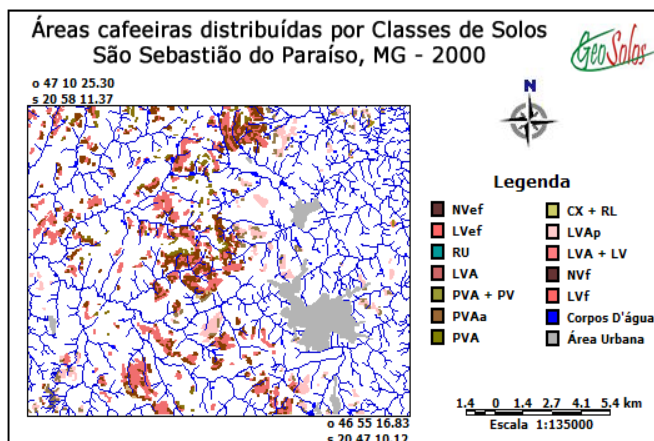 Áreas cafeeiras distribuídas por Classes de Solos
São Sebastião do Paraíso, MG - 2000
GeoSolos
o 47 10 25.30
s 20 58 11.37
N
Legenda
NVef
LVef
RU
LVA
PVA + PV
PVAa
PVA
CX + RL
LVAp
LVA + LV
NVf
LVf
Corpos D'água
Área Urbana
o 46 55 16.83
s 20 47 10.12
1.4 0 1.4 2.7 4.1 5.4 km
Escala 1:135000